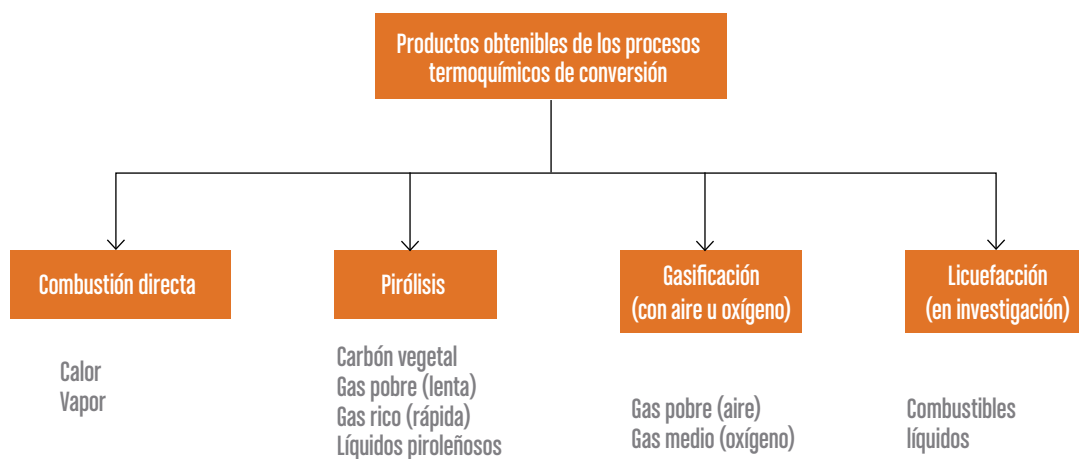 Productos obtenibles de los procesos
termoquímicos de conversión
Combustión directa
Calor
Vapor
Pirólisis
Carbón vegetal
Gas pobre (lenta)
Gas rico (rápida)
Líquidos piroleñosos
Gasificación
(con aire u oxígeno)
Gas pobre (aire)
Gas medio (oxígeno)
Licuefacción
(en investigación)
Combustibles
líquidos